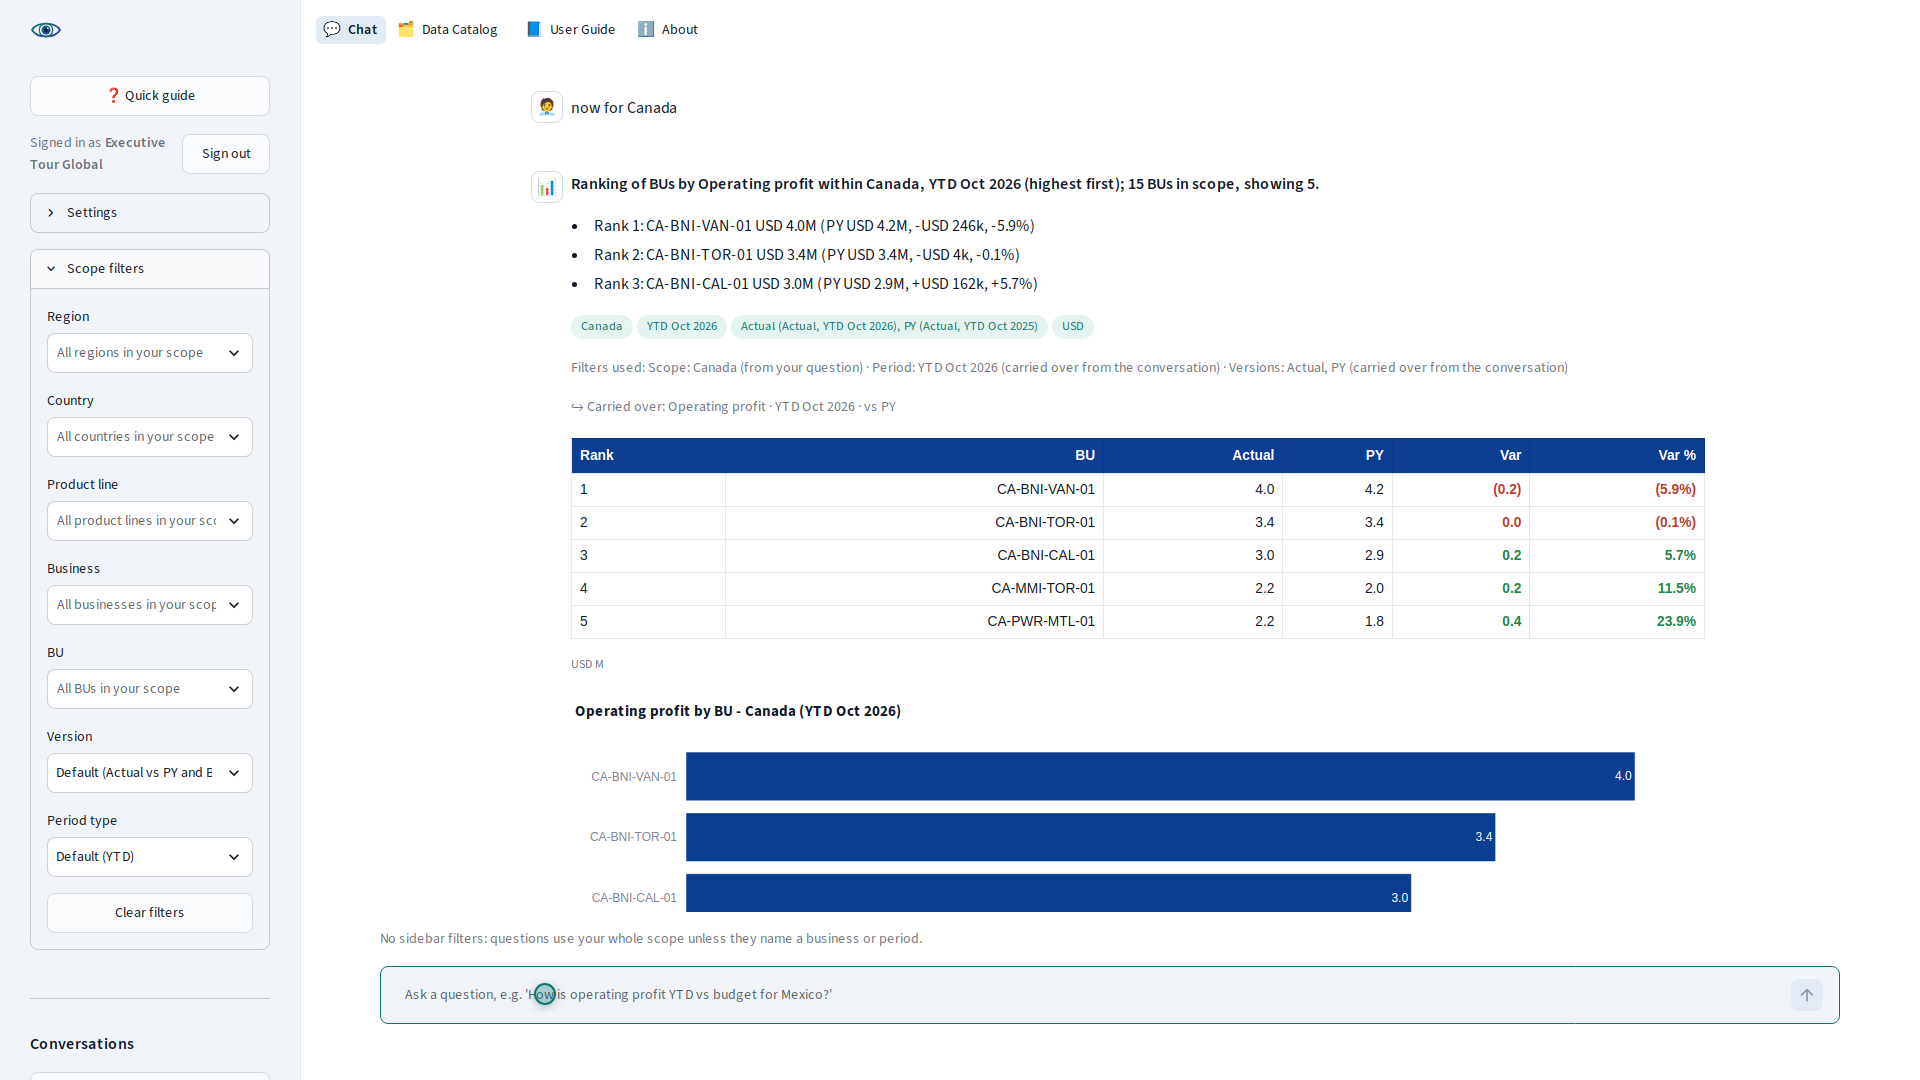 💬 Chat
🗂️ Data Catalog
📘 User Guide
ℹ️ About
❓ Quick guide
Signed in as Executive
Tour Global
Sign out
Settings
Scope filters
Region
All regions in your scope
Country
All countries in your scope
Product line
All product lines in your sco
Business
All businesses in your scop
BU
All BUs in your scope
Version
Default (Actual vs PY and B
Period type
Default (YTD)
Clear filters
Conversations
now for Canada
Ranking of BUs by Operating profit within Canada, YTD Oct 2026 (highest first); 15 BUs in scope, showing 5.
• Rank 1: CA-BNI-VAN-01 USD 4.0M (PY USD 4.2M, -USD 246k, -5.9%)
• Rank 2: CA-BNI-TOR-01 USD 3.4M (PY USD 3.4M, -USD 4k, -0.1%)
• Rank 3: CA-BNI-CAL-01 USD 3.0M (PY USD 2.9M, +USD 162k, +5.7%)
Canada YTD Oct 2026 Actual (Actual, YTD Oct 2026), PY (Actual, YTD Oct 2025) USD
Filters used: Scope: Canada (from your question) · Period: YTD Oct 2026 (carried over from the conversation) · Versions: Actual, PY (carried over from the conversation)
↪ Carried over: Operating profit · YTD Oct 2026 · vs PY
Rank BU Actual PY Var Var %
1 CA-BNI-VAN-01 4.0 4.2 (0.2) (5.9%)
2 CA-BNI-TOR-01 3.4 3.4 0.0 (0.1%)
3 CA-BNI-CAL-01 3.0 2.9 0.2 5.7%
4 CA-MMI-TOR-01 2.2 2.0 0.2 11.5%
5 CA-PWR-MTL-01 2.2 1.8 0.4 23.9%
USD M
Operating profit by BU - Canada (YTD Oct 2026)
CA-BNI-VAN-01 4.0
CA-BNI-TOR-01 3.4
CA-BNI-CAL-01 3.0
No sidebar filters: questions use your whole scope unless they name a business or period.
Ask a question, e.g. 'How is operating profit YTD vs budget for Mexico?'